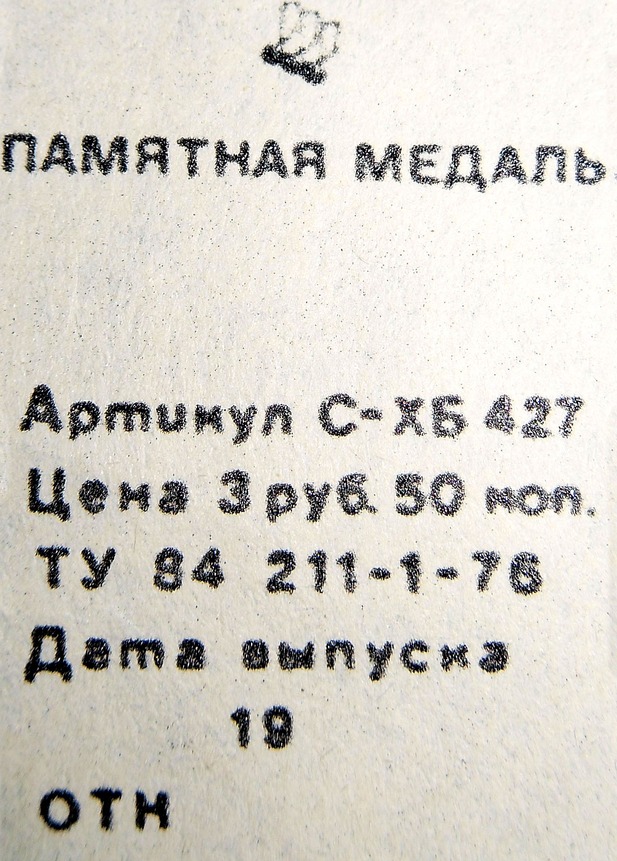 ПАМЯТНАЯ МЕДАЛЬ
Артикул С-ХБ 427
Цена 3 руб. 50 коп.
ТУ 84 211-1-76
Дата выпуска
19
ОТК